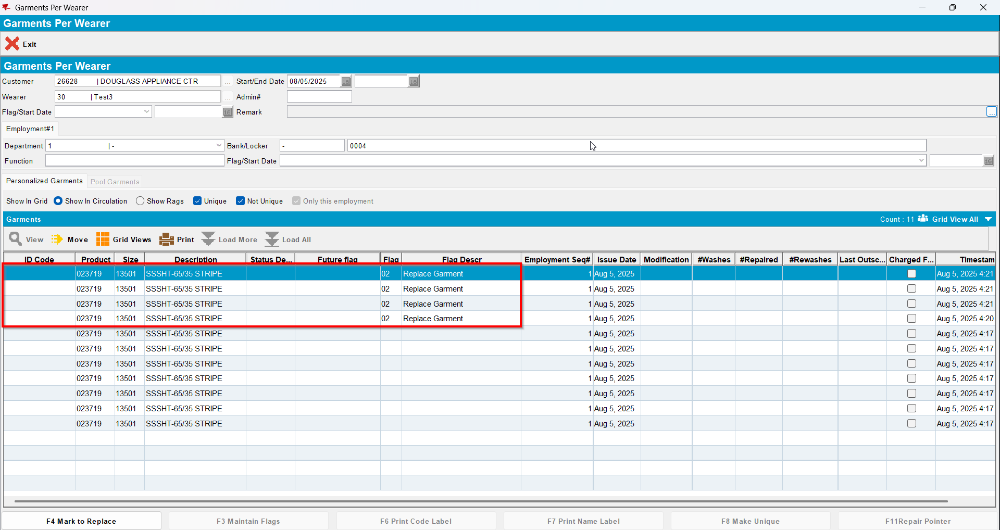 Garments Per Wearer
Garments Per Wearer
Exit
Garments Per Wearer
Customer 26628 | DOUGLASS APPLIANCE CTR ... Start/End Date 08/05/2025 16 16
Wearer 30 | Test3 ... Admin#
Flag/Start Date 16 Remark ...
Employment#1
Department 1 | - Bank/Locker - 0004
Function Flag/Start Date 16
Personalized Garments Pool Garments
Show In Grid Show In Circulation Show Rags Unique Not Unique Only this employment
Garments Count : 11 Grid View All
View Move Grid Views Print Load More Load All
ID Code Product Size Description Status De... Future flag Flag Flag Descr Employment Seq# Issue Date Modification #Washes #Repaired #Rewashes Last Outsc... Charged F... Timestam
023719 13501 SSSHT-65/35 STRIPE 02 Replace Garment 1 Aug 5, 2025 Aug 5, 2025 4:21
023719 13501 SSSHT-65/35 STRIPE 02 Replace Garment 1 Aug 5, 2025 Aug 5, 2025 4:21
023719 13501 SSSHT-65/35 STRIPE 02 Replace Garment 1 Aug 5, 2025 Aug 5, 2025 4:21
023719 13501 SSSHT-65/35 STRIPE 02 Replace Garment 1 Aug 5, 2025 Aug 5, 2025 4:20
023719 13501 SSSHT-65/35 STRIPE 1 Aug 5, 2025 Aug 5, 2025 4:17
023719 13501 SSSHT-65/35 STRIPE 1 Aug 5, 2025 Aug 5, 2025 4:17
023719 13501 SSSHT-65/35 STRIPE 1 Aug 5, 2025 Aug 5, 2025 4:17
023719 13501 SSSHT-65/35 STRIPE 1 Aug 5, 2025 Aug 5, 2025 4:17
023719 13501 SSSHT-65/35 STRIPE 1 Aug 5, 2025 Aug 5, 2025 4:17
023719 13501 SSSHT-65/35 STRIPE 1 Aug 5, 2025 Aug 5, 2025 4:17
023719 13501 SSSHT-65/35 STRIPE 1 Aug 5, 2025 Aug 5, 2025 4:17
F4 Mark to Replace F3 Maintain Flags F6 Print Code Label F7 Print Name Label F8 Make Unique F11Repair Pointer